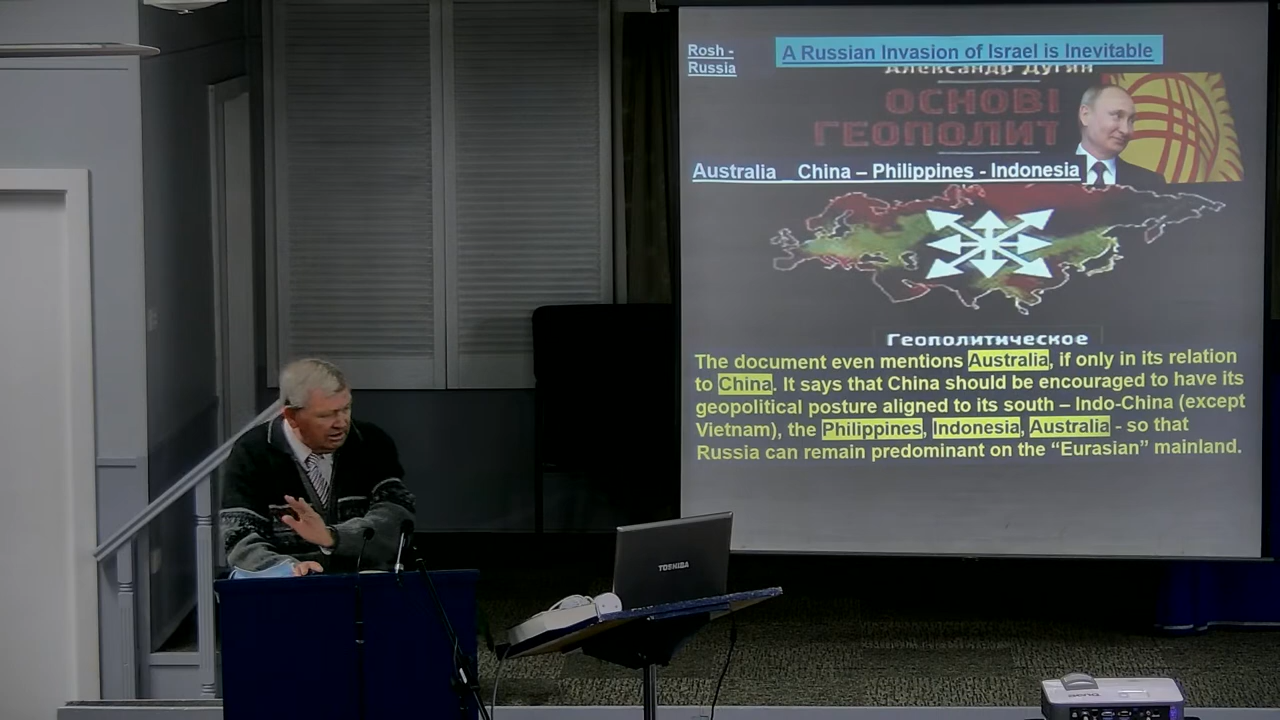 Rosh -
Russia
A Russian Invasion of Israel is Inevitable
Александр Дугин
ОСНОВІ
ГЕОПОЛИТ
Australia China – Philippines - Indonesia
Геополитическое
The document even mentions Australia, if only in its relation
to China. It says that China should be encouraged to have its
geopolitical posture aligned to its south – Indo-China (except
Vietnam), the Philippines, Indonesia, Australia - so that
Russia can remain predominant on the “Eurasian” mainland.
TOSHIBA